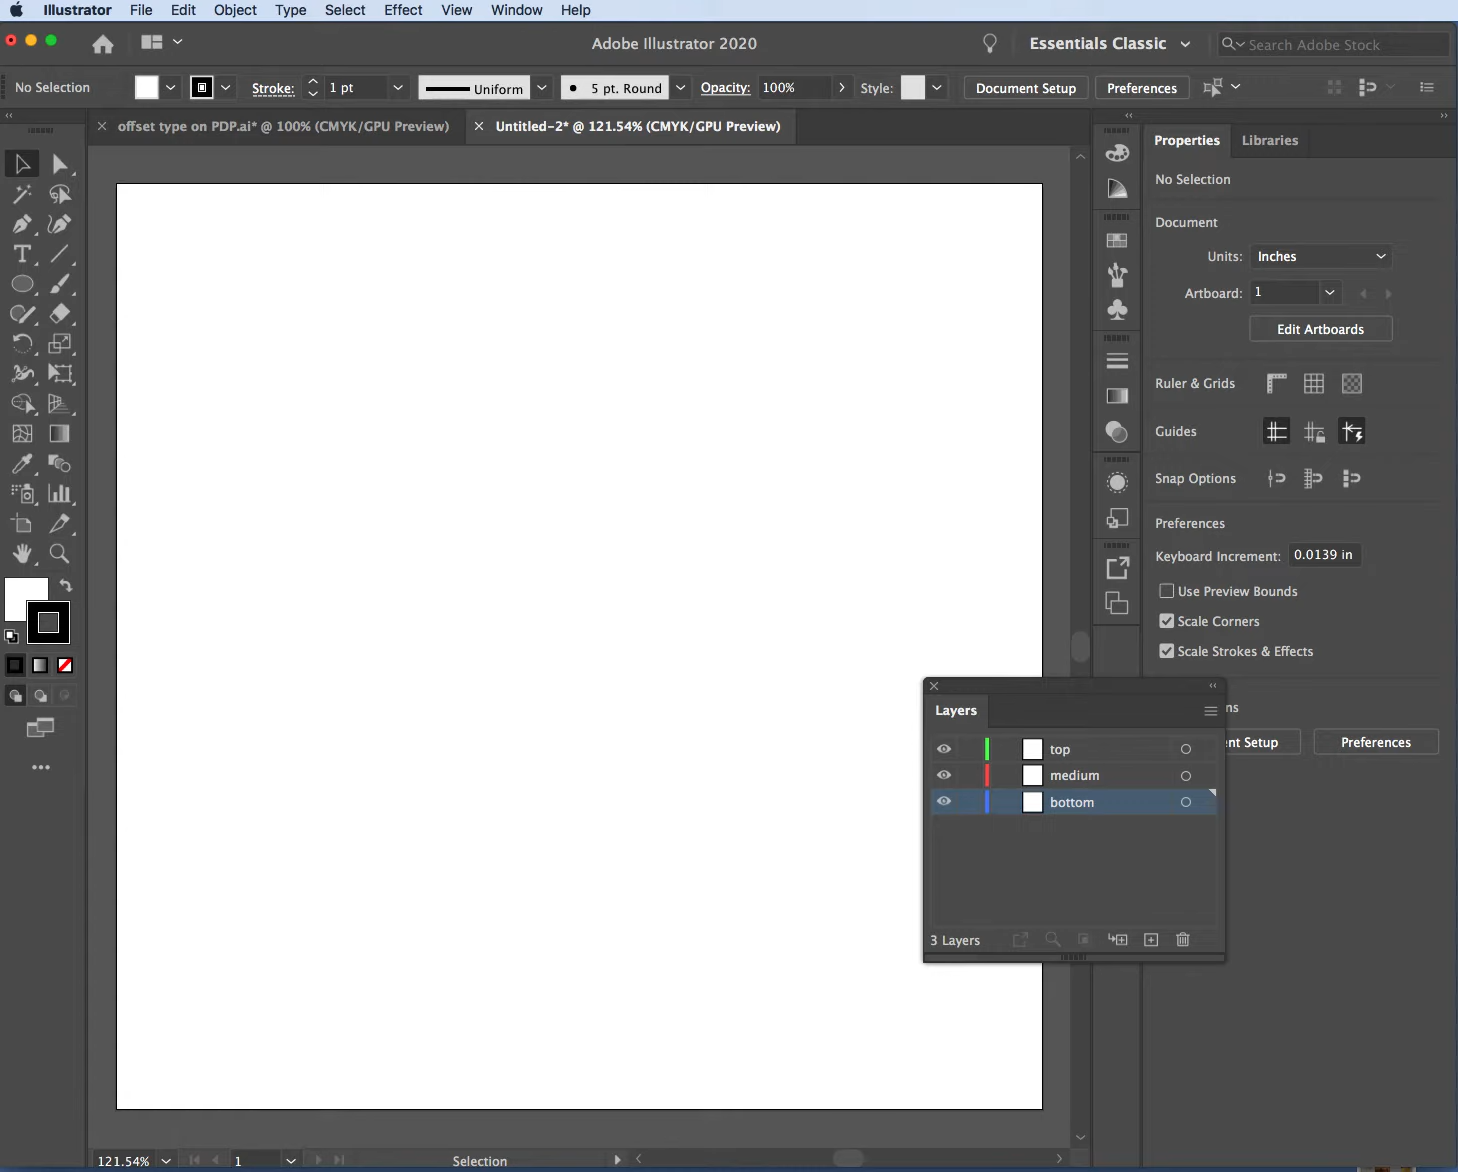 Illustrator File Edit Object Type Select Effect View Window Help
Adobe Illustrator 2020
Essentials Classic
Search Adobe Stock
No Selection
Stroke: 1 pt
Uniform
5 pt. Round
Opacity: 100%
Style:
Document Setup
Preferences
offset type on PDP.ai* @ 100% (CMYK/GPU Preview)
Untitled-2* @ 121.54% (CMYK/GPU Preview)
Properties Libraries
No Selection
Document
Units: Inches
Artboard: 1
Edit Artboards
Ruler & Grids
Guides
Snap Options
Preferences
Keyboard Increment: 0.0139 in
Use Preview Bounds
Scale Corners
Scale Strokes & Effects
ns
nt Setup
Preferences
Layers
top
medium
bottom
3 Layers
121.54% 1 Selection